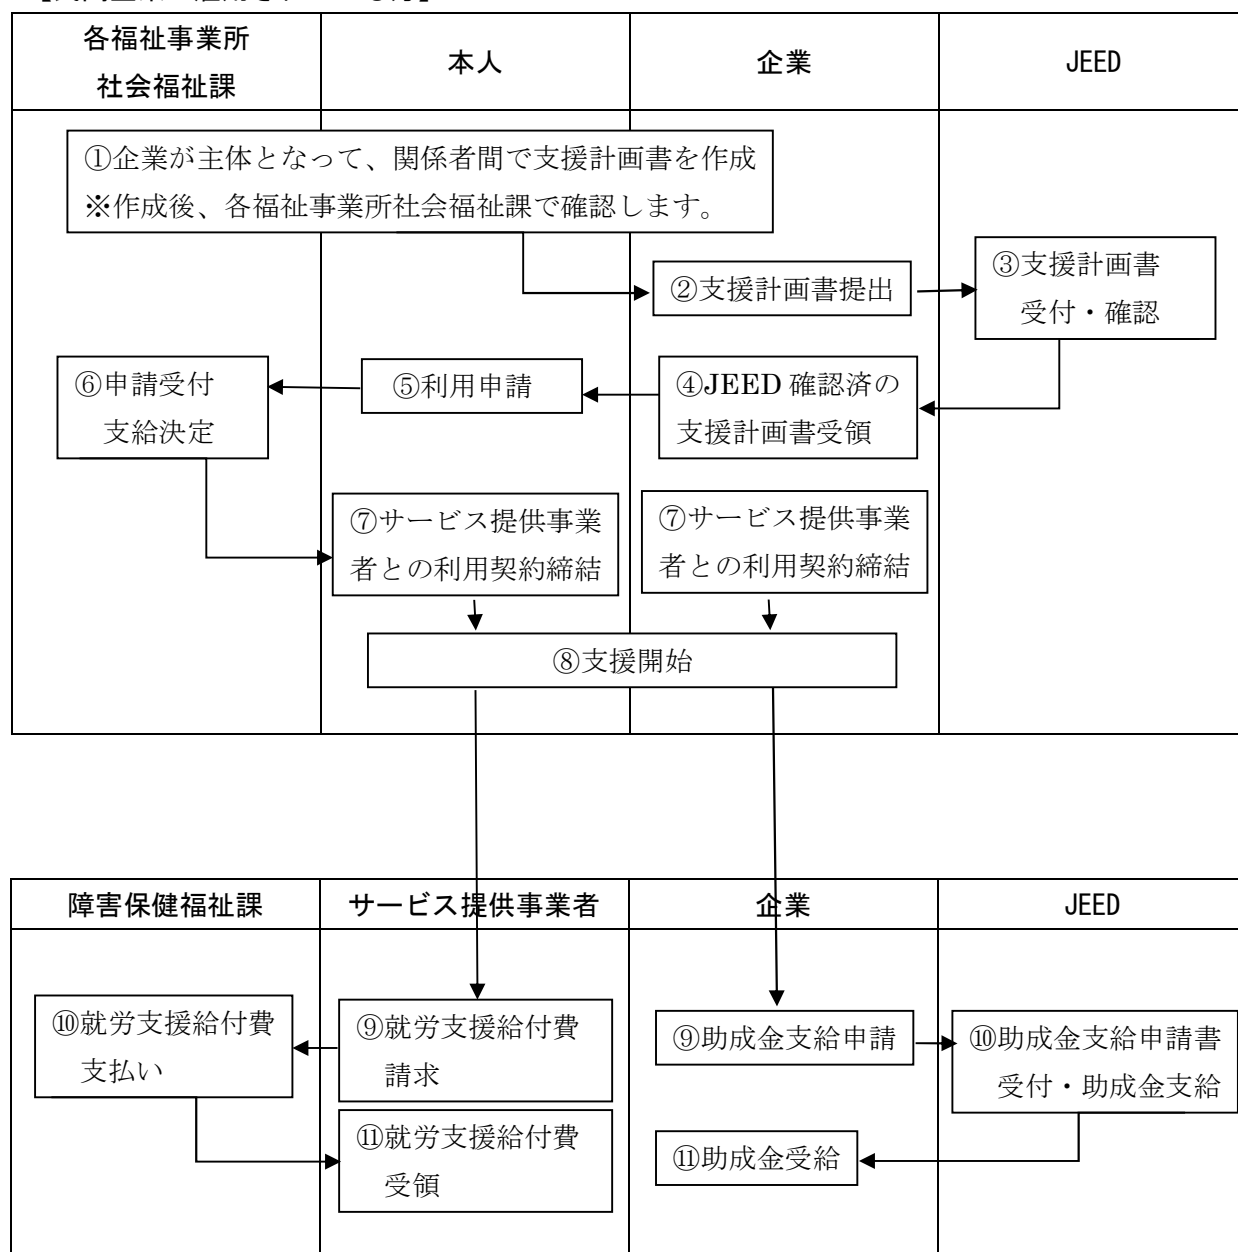 各福祉事業所
社会福祉課
本人
企業
JEED
①企業が主体となって、関係者間で支援計画書を作成
※作成後、各福祉事業所社会福祉課で確認します。
②支援計画書提出
③支援計画書
受付・確認
④JEED 確認済の
支援計画書受領
⑤利用申請
⑥申請受付
支給決定
⑦サービス提供事業
者との利用契約締結
⑦サービス提供事業
者との利用契約締結
⑧支援開始
障害保健福祉課
サービス提供事業者
企業
JEED
⑨就労支援給付費
請求
⑨助成金支給申請
⑩就労支援給付費
支払い
⑩助成金支給申請書
受付・助成金支給
⑪就労支援給付費
受領
⑪助成金受給